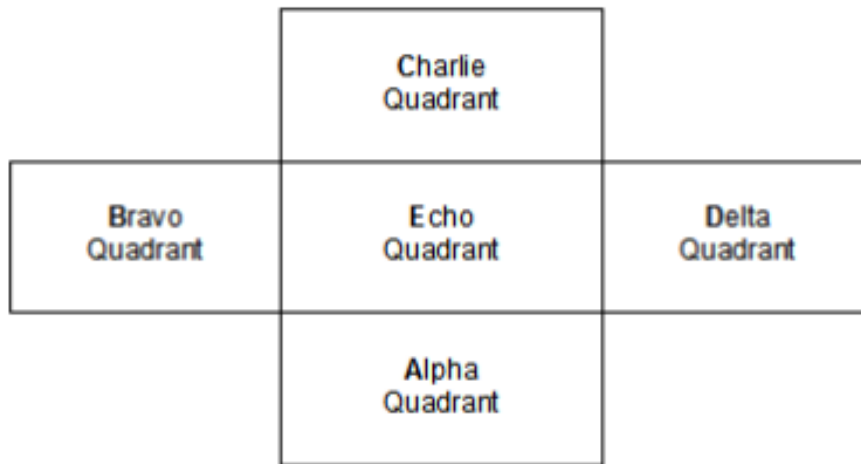 Charlie
Quadrant
Bravo
Quadrant
Echo
Quadrant
Delta
Quadrant
Alpha
Quadrant